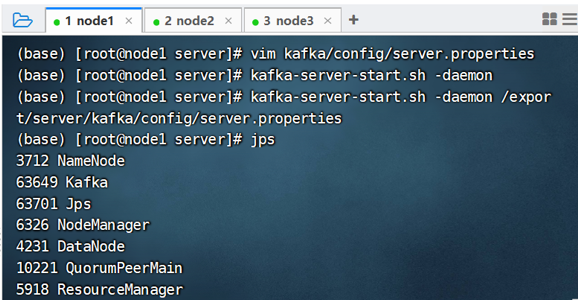 1 node1 × 2 node2 × 3 node3 × +
(base) [root@node1 server]# vim kafka/config/server.properties
(base) [root@node1 server]# kafka-server-start.sh -daemon
(base) [root@node1 server]# kafka-server-start.sh -daemon /expor
t/server/kafka/config/server.properties
(base) [root@node1 server]# jps
3712 NameNode
63649 Kafka
63701 Jps
6326 NodeManager
4231 DataNode
10221 QuorumPeerMain
5918 ResourceManager